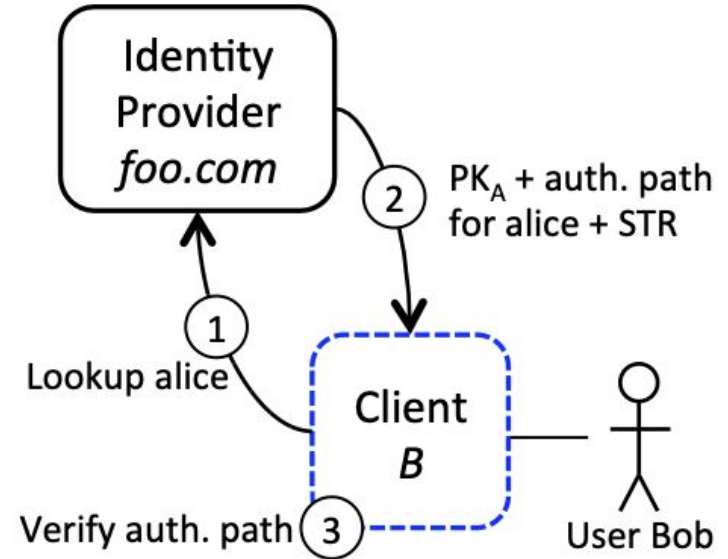 Identity
Provider
foo.com
2
PK_A + auth. path
for alice + STR
1
Lookup alice
Client
B
Verify auth. path
3
User Bob